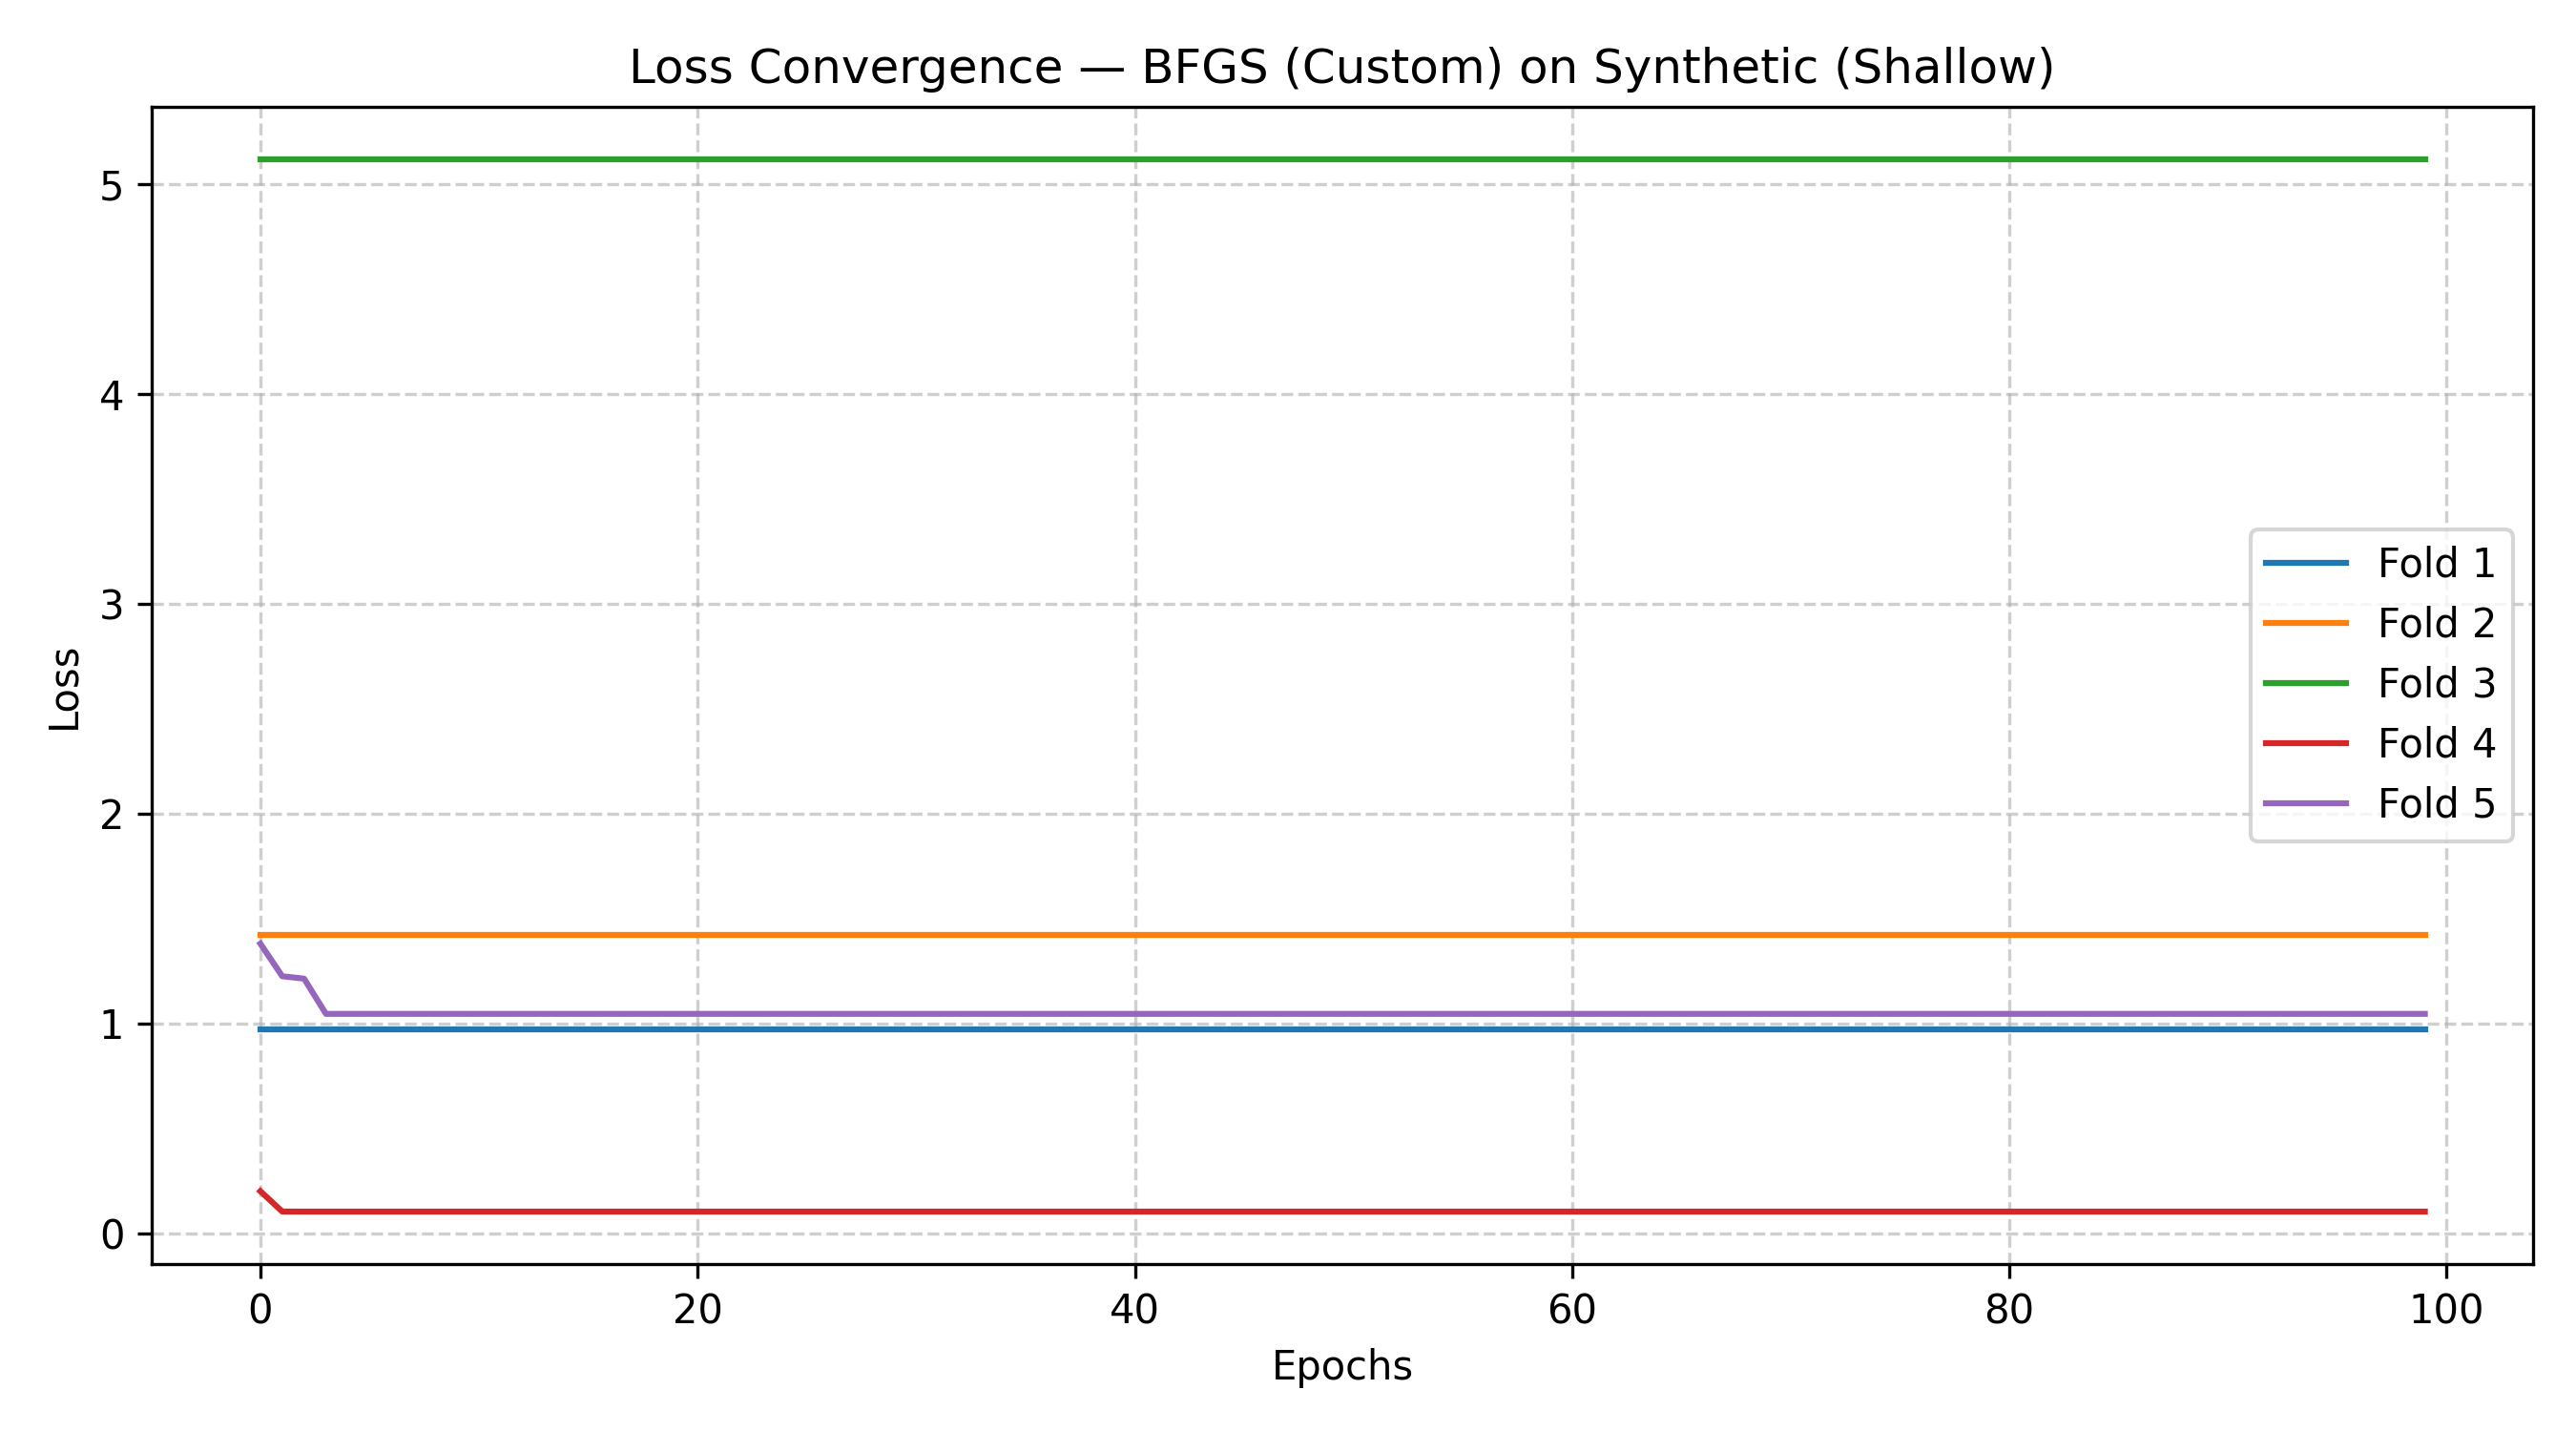 Loss Convergence — BFGS (Custom) on Synthetic (Shallow)
5
4
3
2
1
0
Loss
Fold 1
Fold 2
Fold 3
Fold 4
Fold 5
0 20 40 60 80 100
Epochs